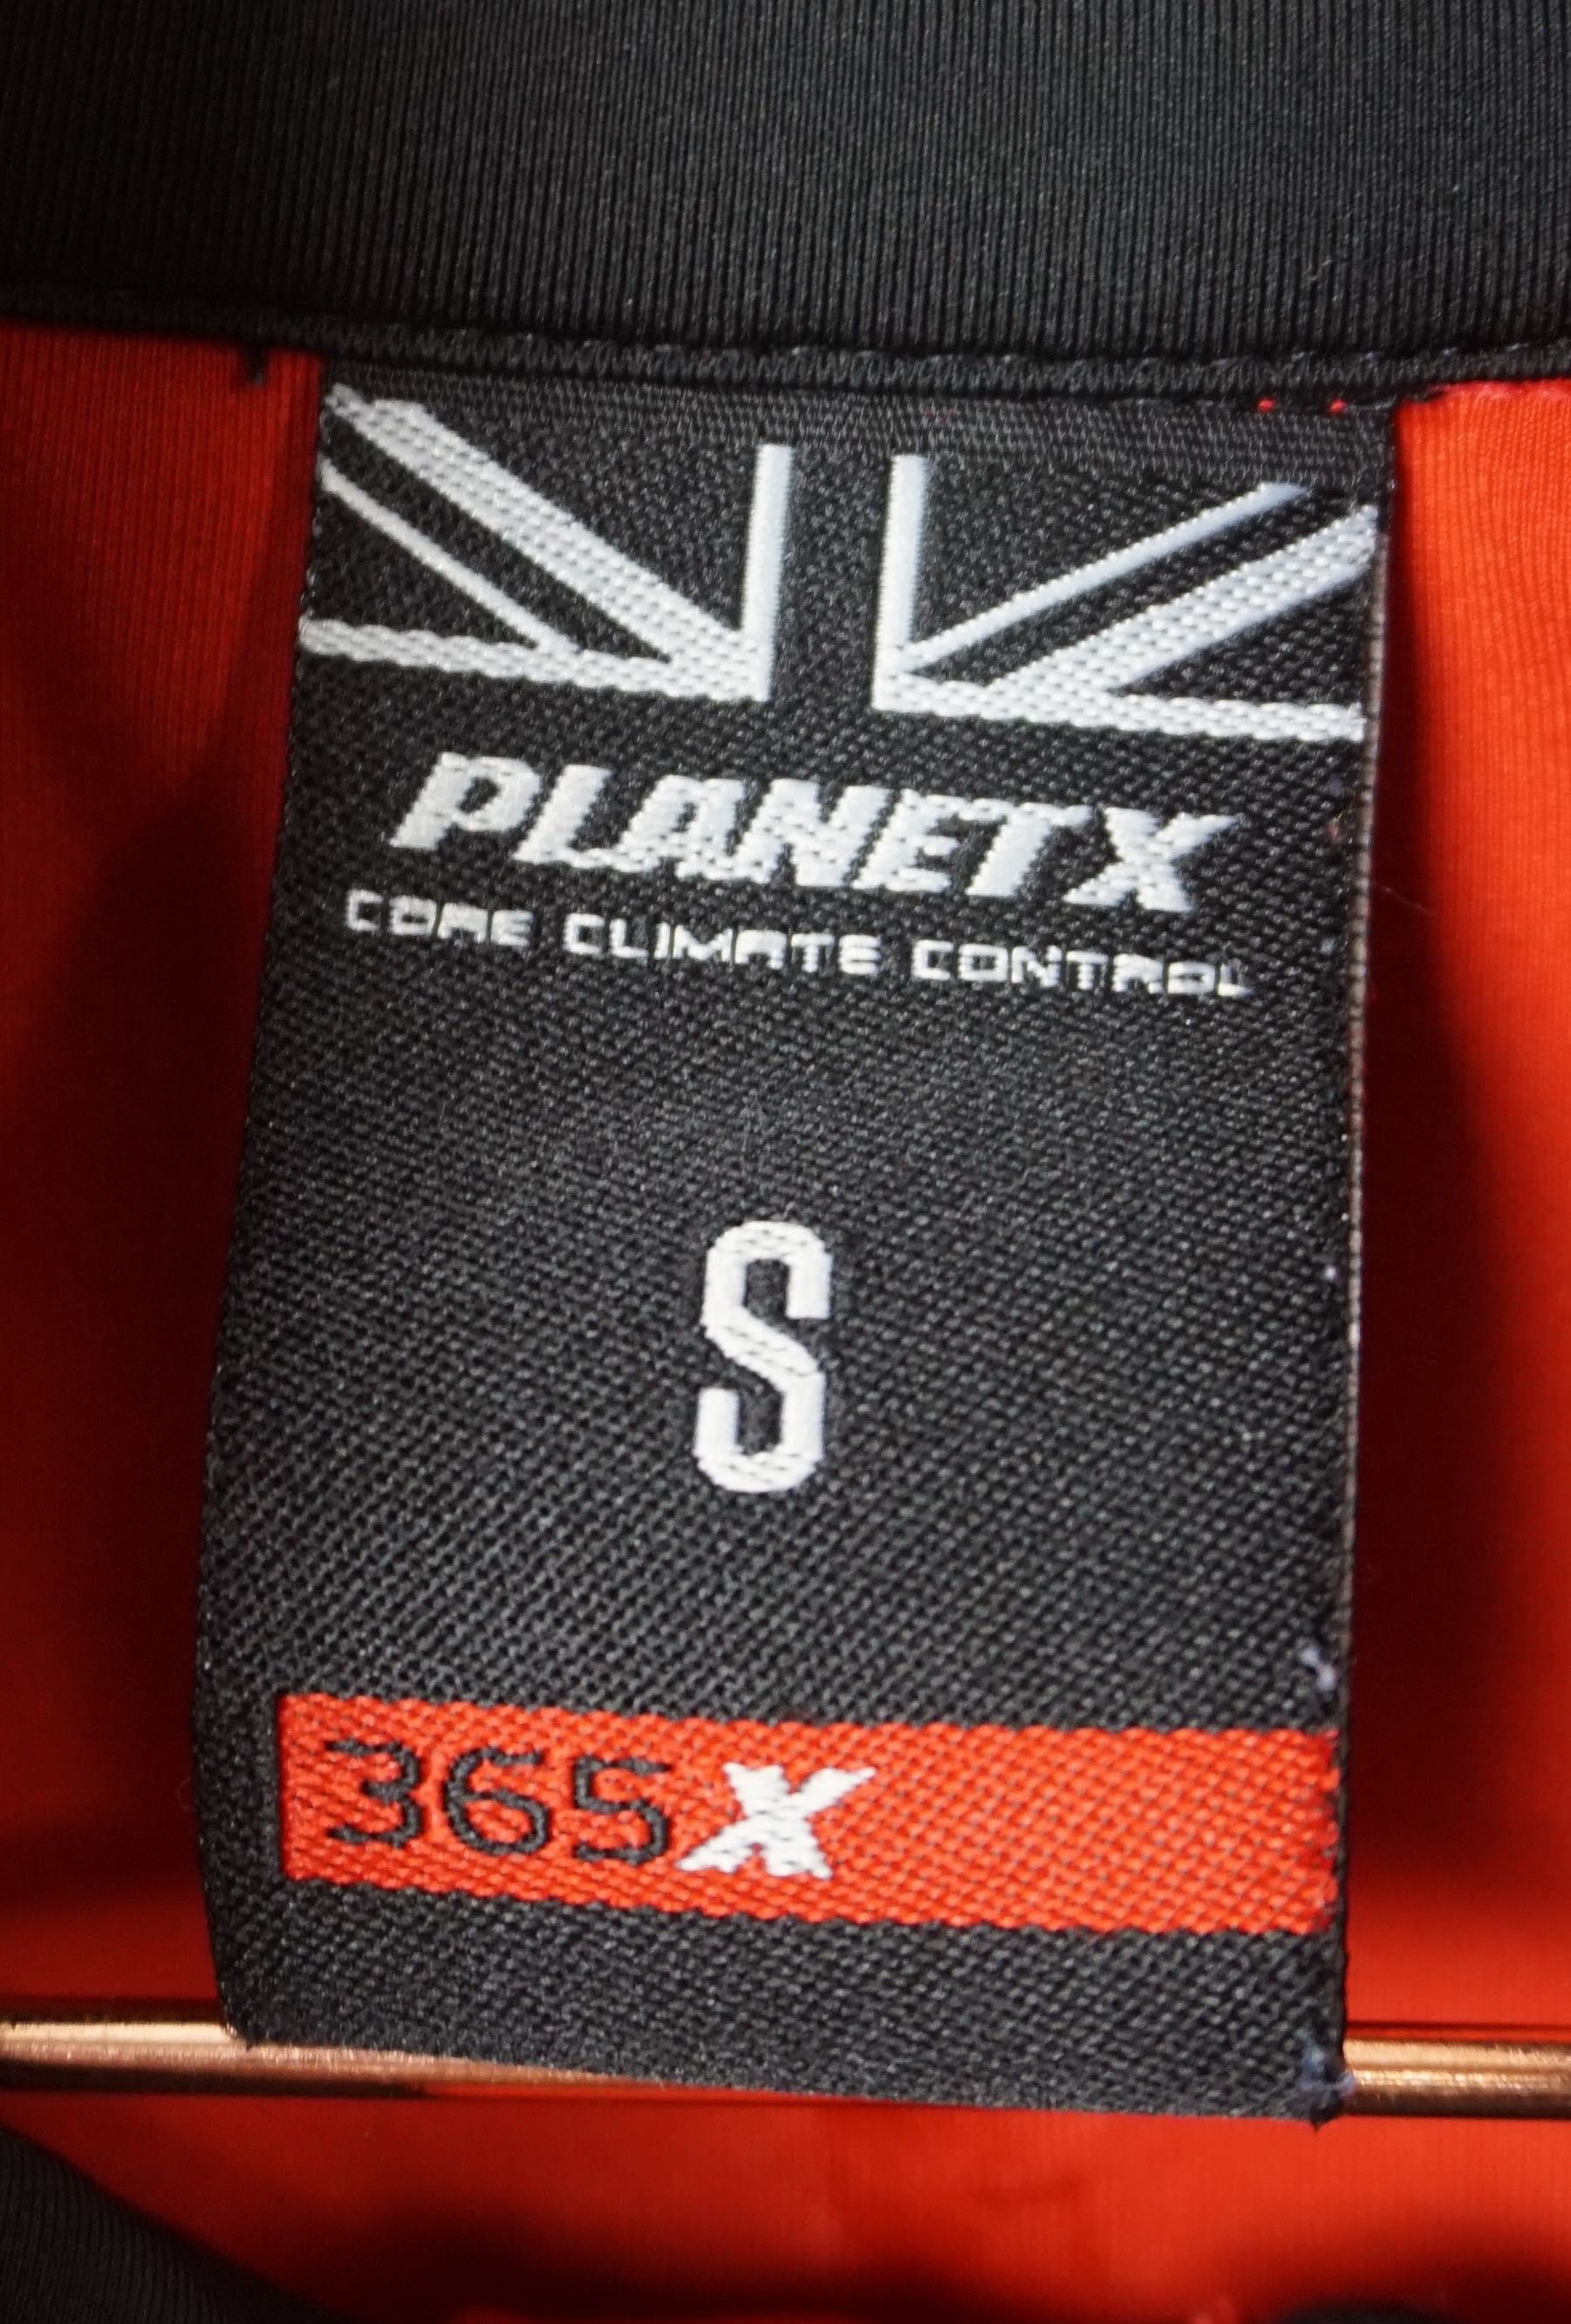 PLANET X
CORE CLIMATE CONTROL
S
365X